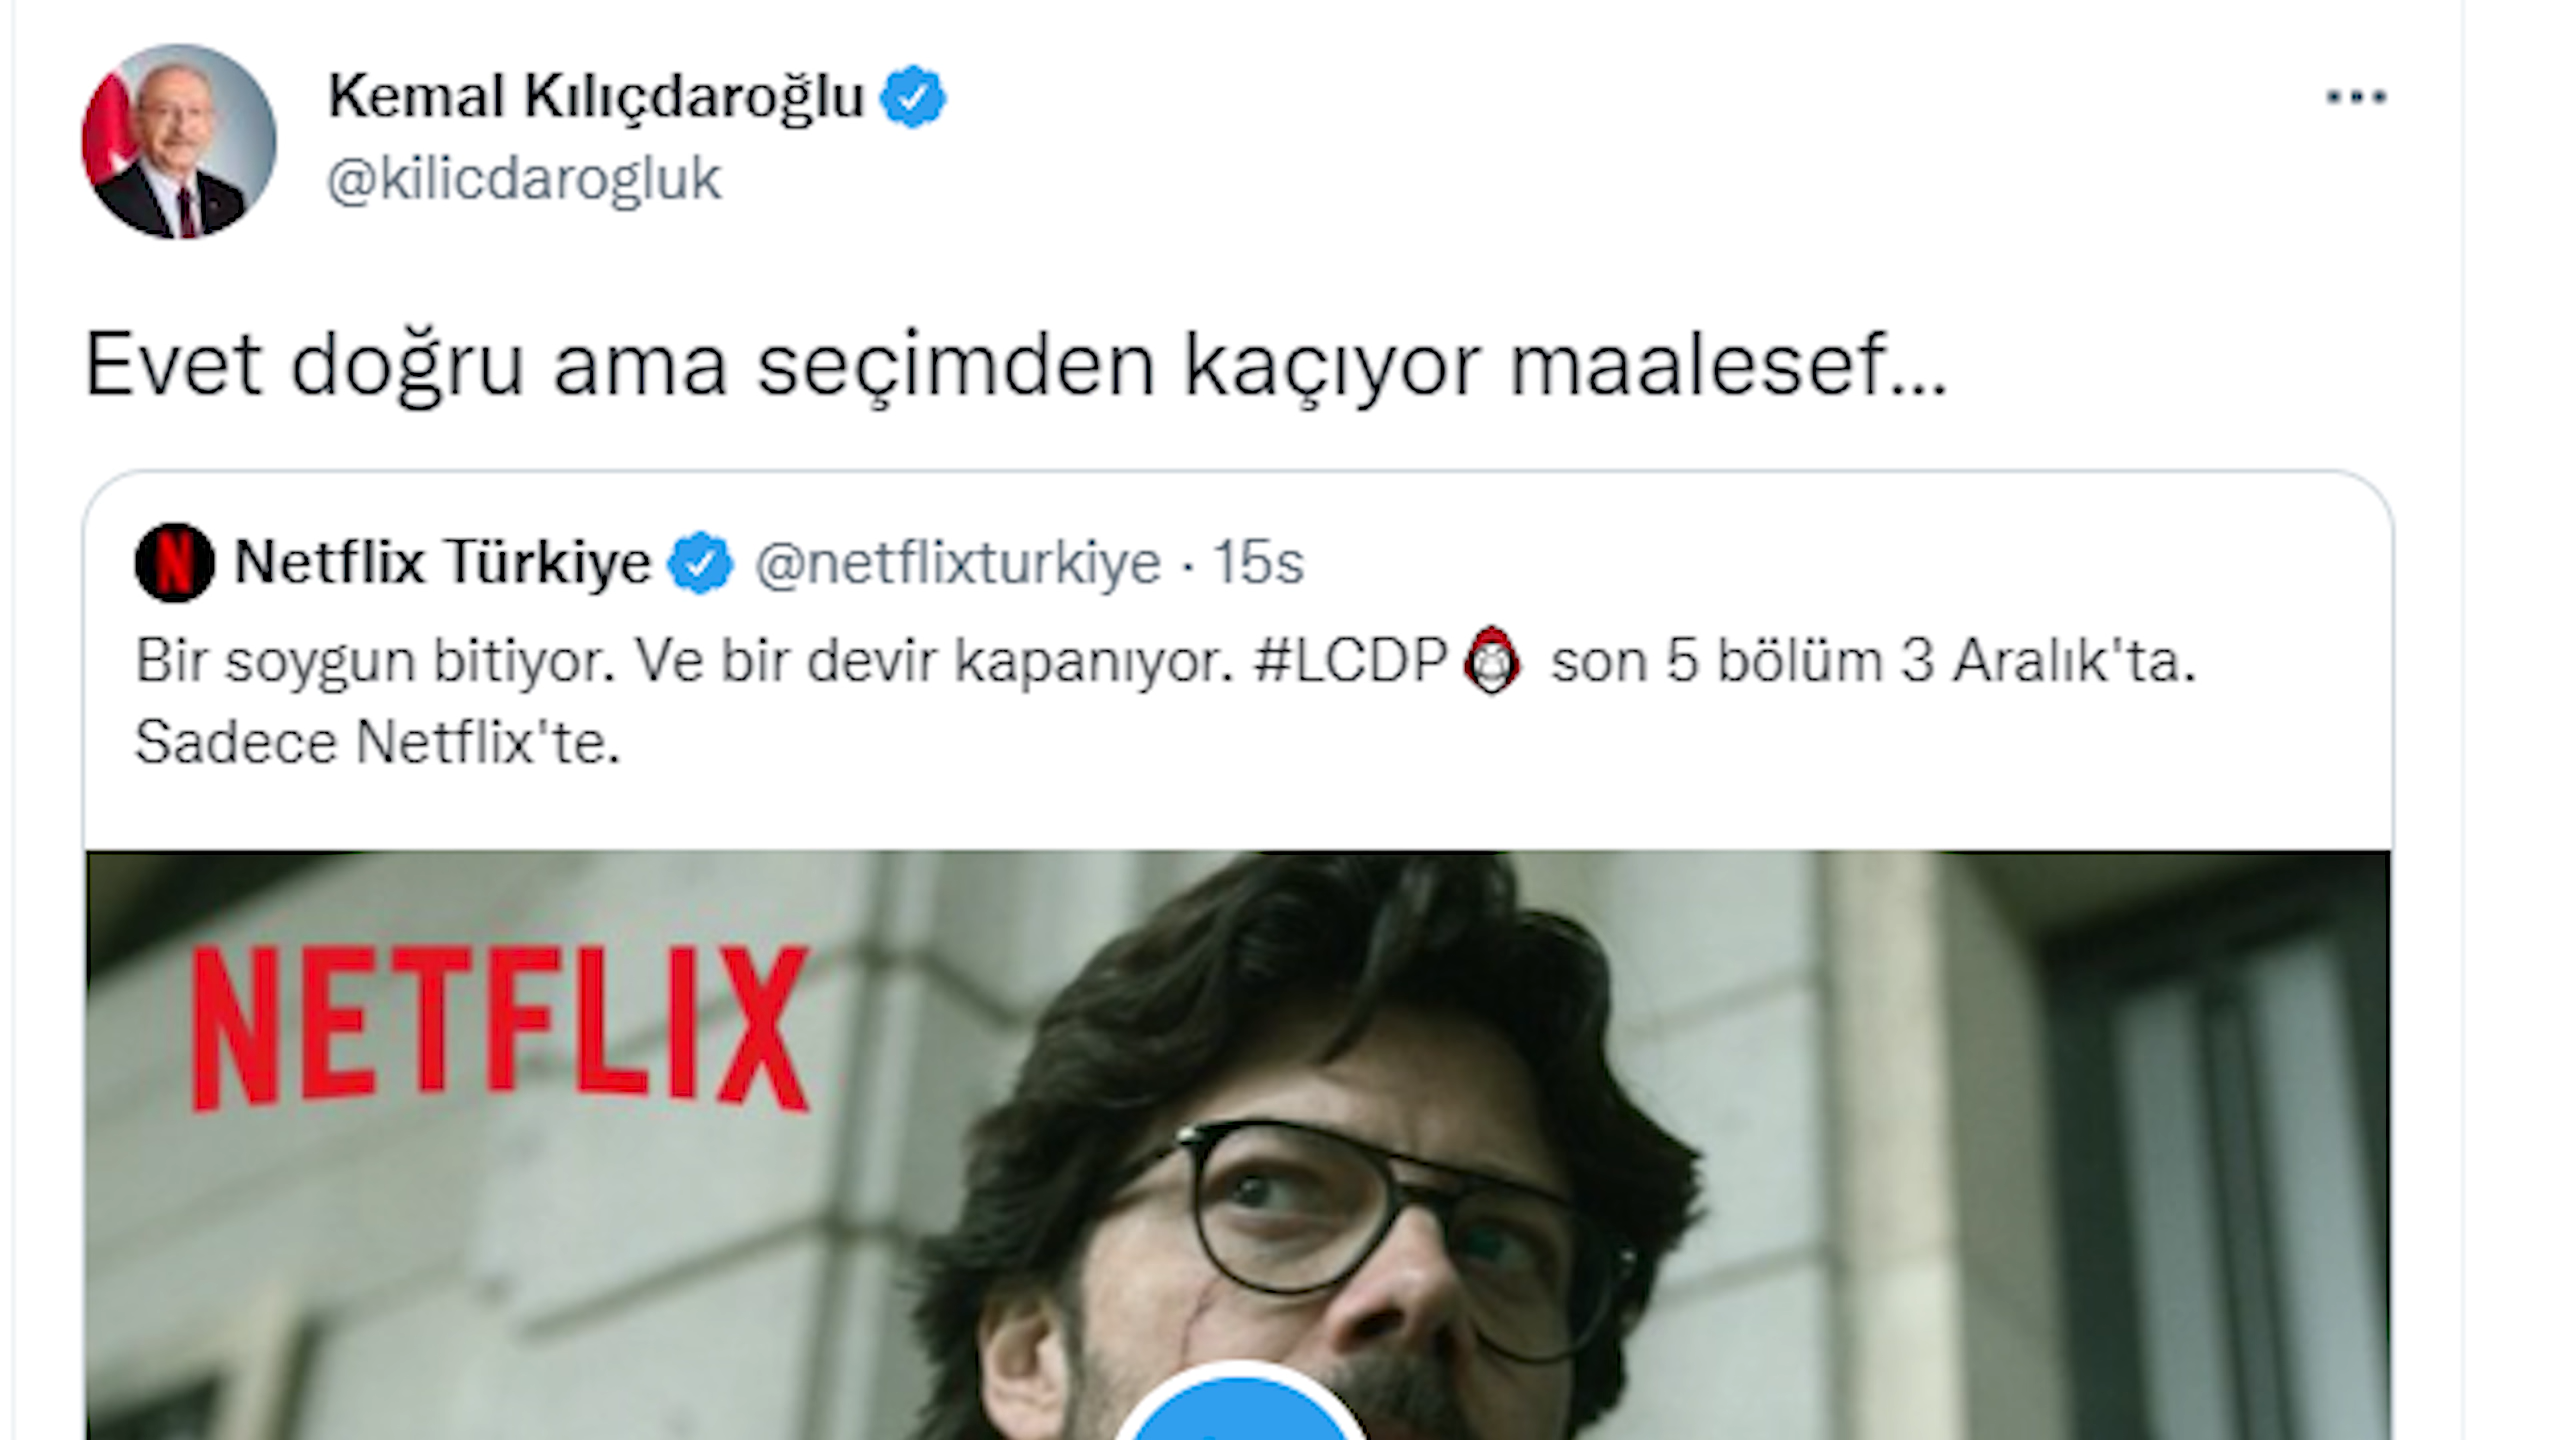 Kemal Kılıçdaroğlu
@kilicdarogluk
Evet doğru ama seçimden kaçıyor maalesef...
Netflix Türkiye @netflixturkiye · 15s
Bir soygun bitiyor. Ve bir devir kapanıyor. #LCDP son 5 bölüm 3 Aralık'ta.
Sadece Netflix'te.
NETFLIX